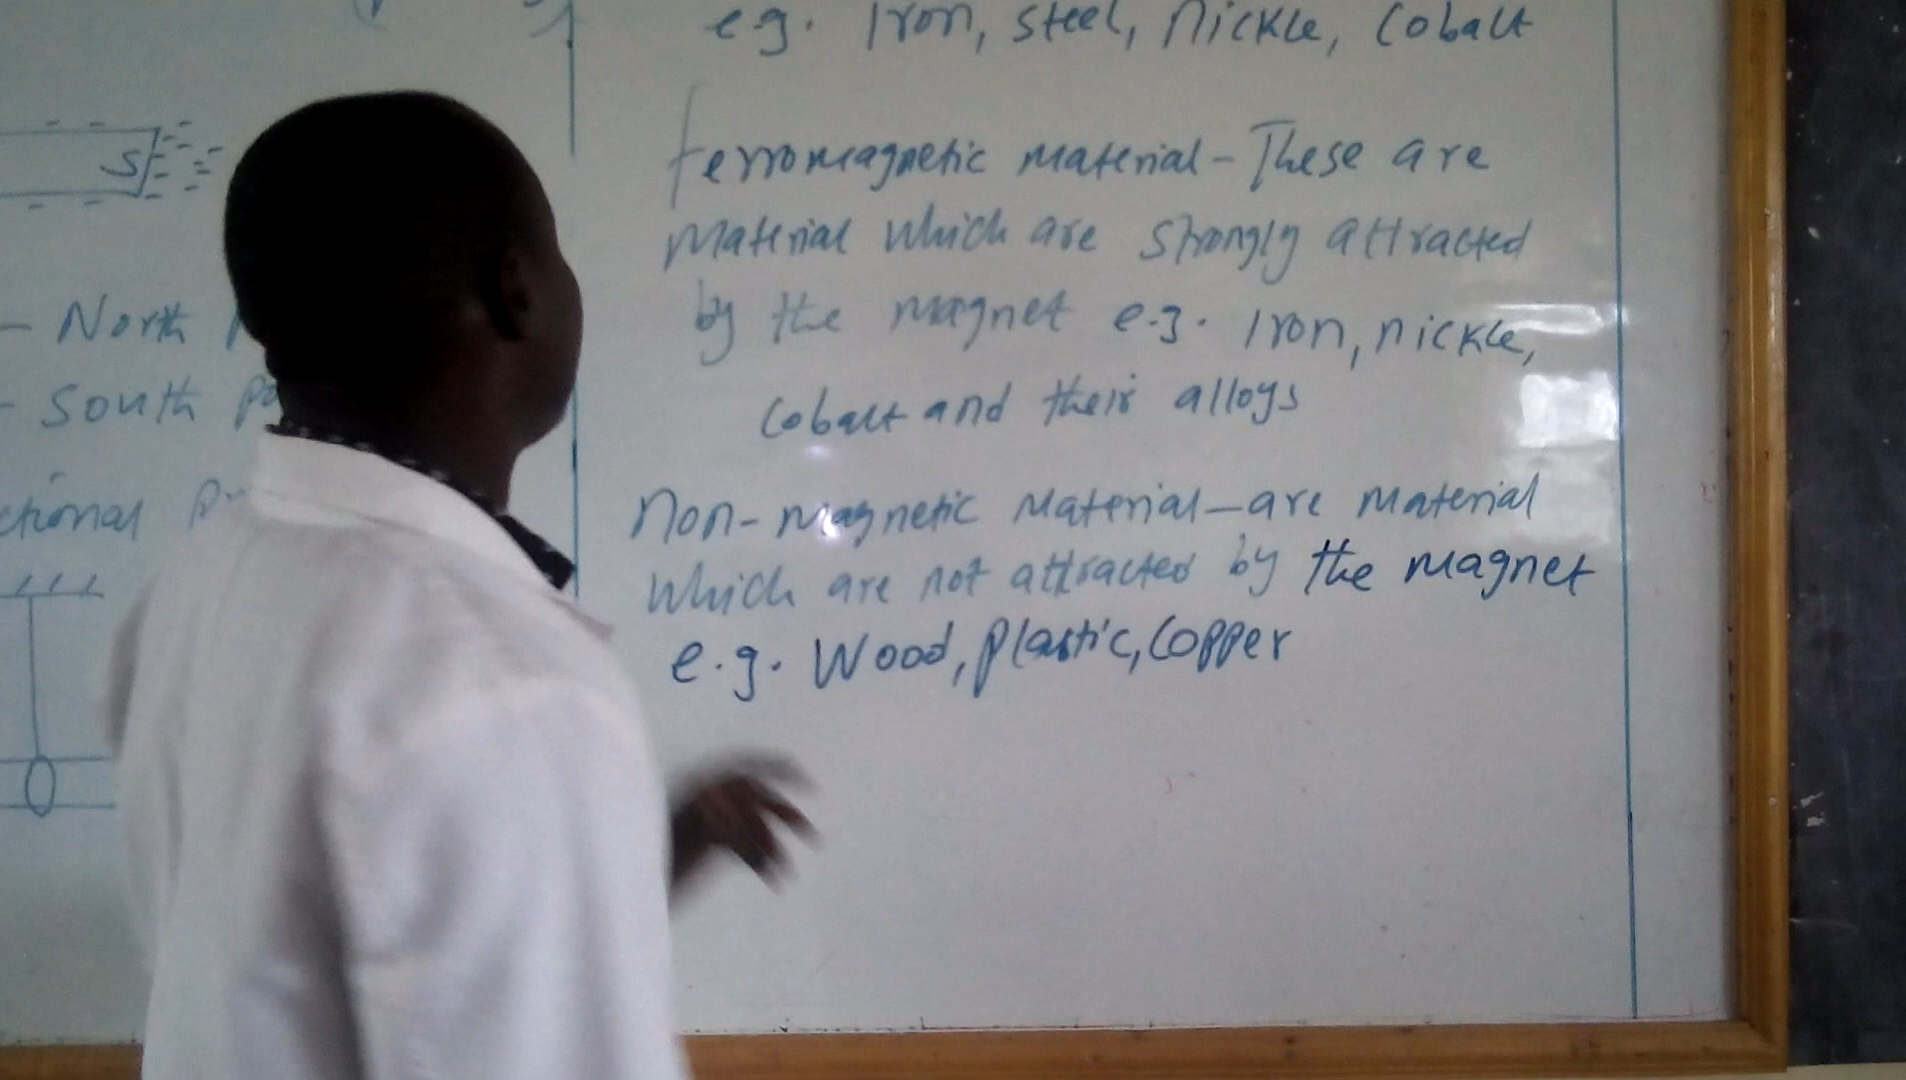 e.g. Iron, steel, Nickle, Cobalt
S
ferromagnetic material - These are
material which are strongly attracted
by the magnet e.g. Iron, nickle,
Cobalt and their alloys
- North
- South
Non-magnetic material - are material
which are not attracted by the magnet
e.g. Wood, plastic, Copper